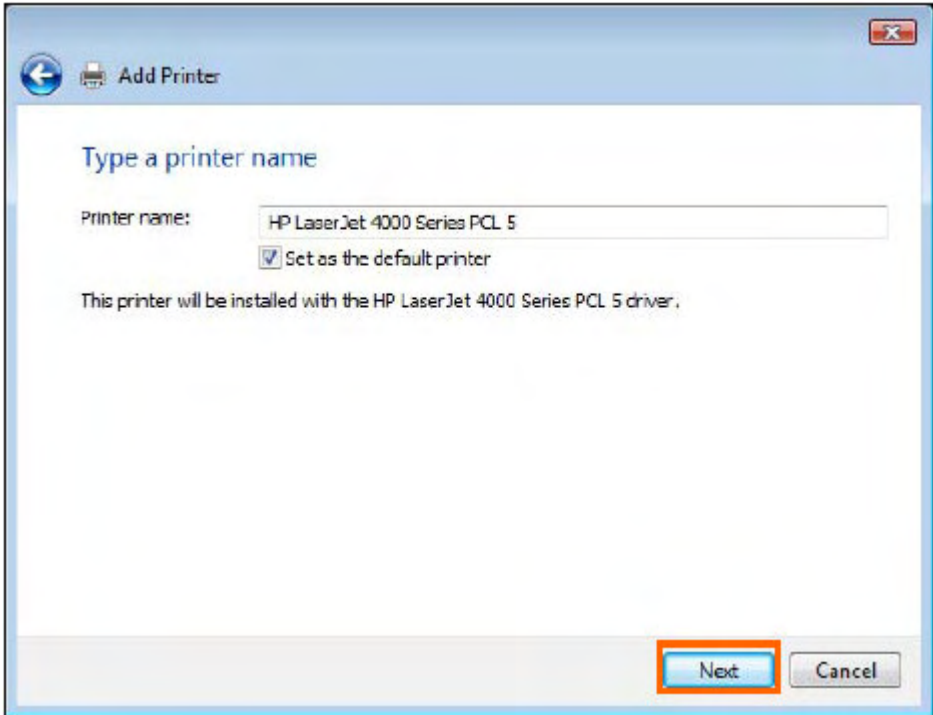 Add Printer
Type a printer name
Printer name:
HP LaserJet 4000 Series PCL 5
Set as the default printer
This printer will be installed with the HP LaserJet 4000 Series PCL 5 driver.
Next
Cancel